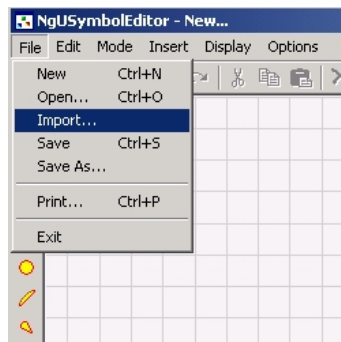 NgUSymbolEditor - New...
File Edit Mode Insert Display Options
New Ctrl+N
Open... Ctrl+O
Import...
Save Ctrl+S
Save As...
Print... Ctrl+P
Exit